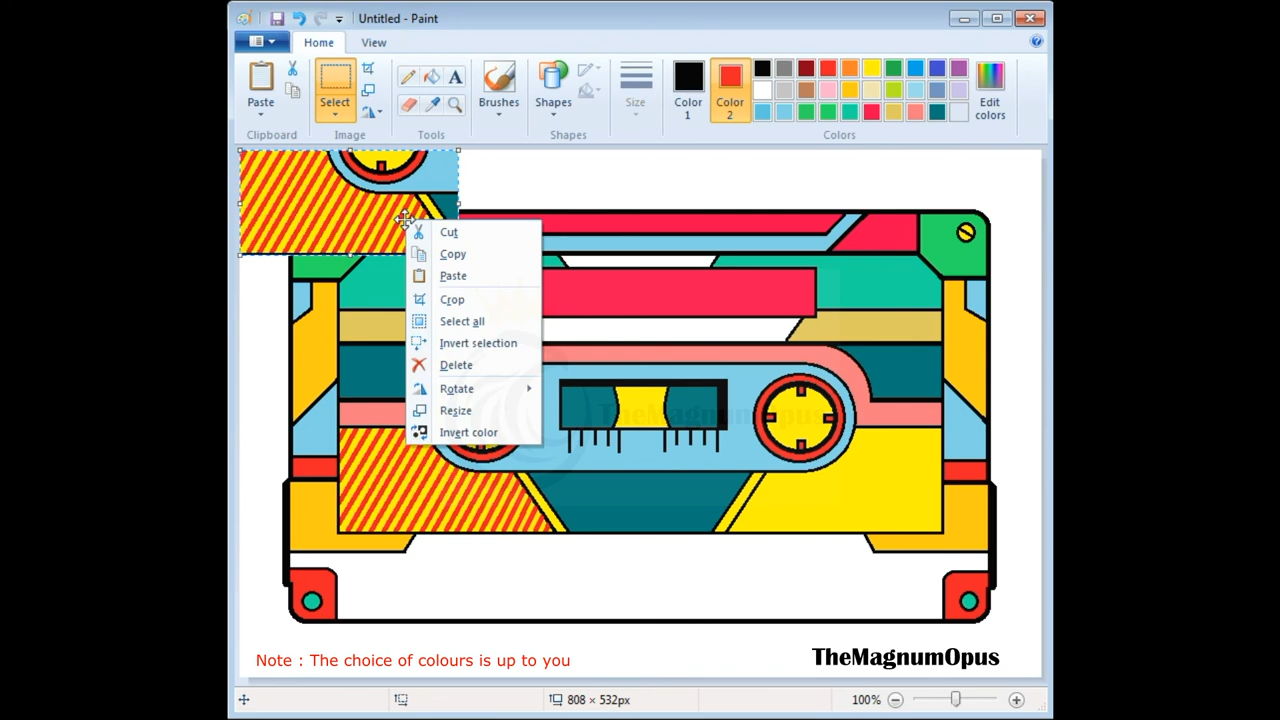 Untitled - Paint
Home View
Paste
Select
Brushes
Shapes
Size
Color 1
Color 2
Edit colors
Clipboard
Image
Tools
Shapes
Colors
Cut
Copy
Paste
Crop
Select all
Invert selection
Delete
Rotate
Resize
Invert color
TheMagnumOpus
Note : The choice of colours is up to you
TheMagnumOpus
808 × 532px
100%